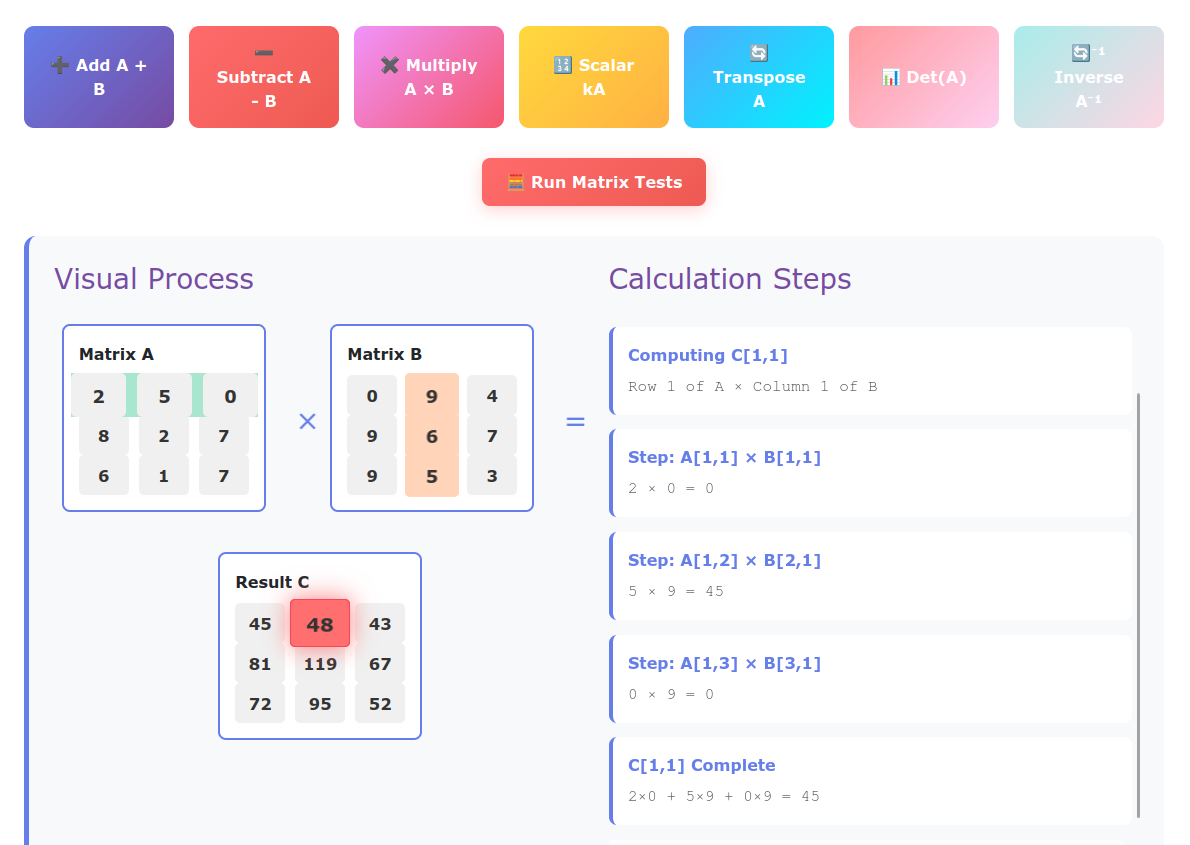 ➕ Add A +
B
➖
Subtract A
- B
✖️ Multiply
A × B
🔢 Scalar
kA
🔄
Transpose
A
📊 Det(A)
🔄⁻¹
Inverse
A⁻¹
🧮 Run Matrix Tests
Visual Process
Matrix A
2 5 0
8 2 7
6 1 7
×
Matrix B
0 9 4
9 6 7
9 5 3
=
Result C
45 48 43
81 119 67
72 95 52
Calculation Steps
Computing C[1,1]
Row 1 of A × Column 1 of B
Step: A[1,1] × B[1,1]
2 × 0 = 0
Step: A[1,2] × B[2,1]
5 × 9 = 45
Step: A[1,3] × B[3,1]
0 × 9 = 0
C[1,1] Complete
2×0 + 5×9 + 0×9 = 45